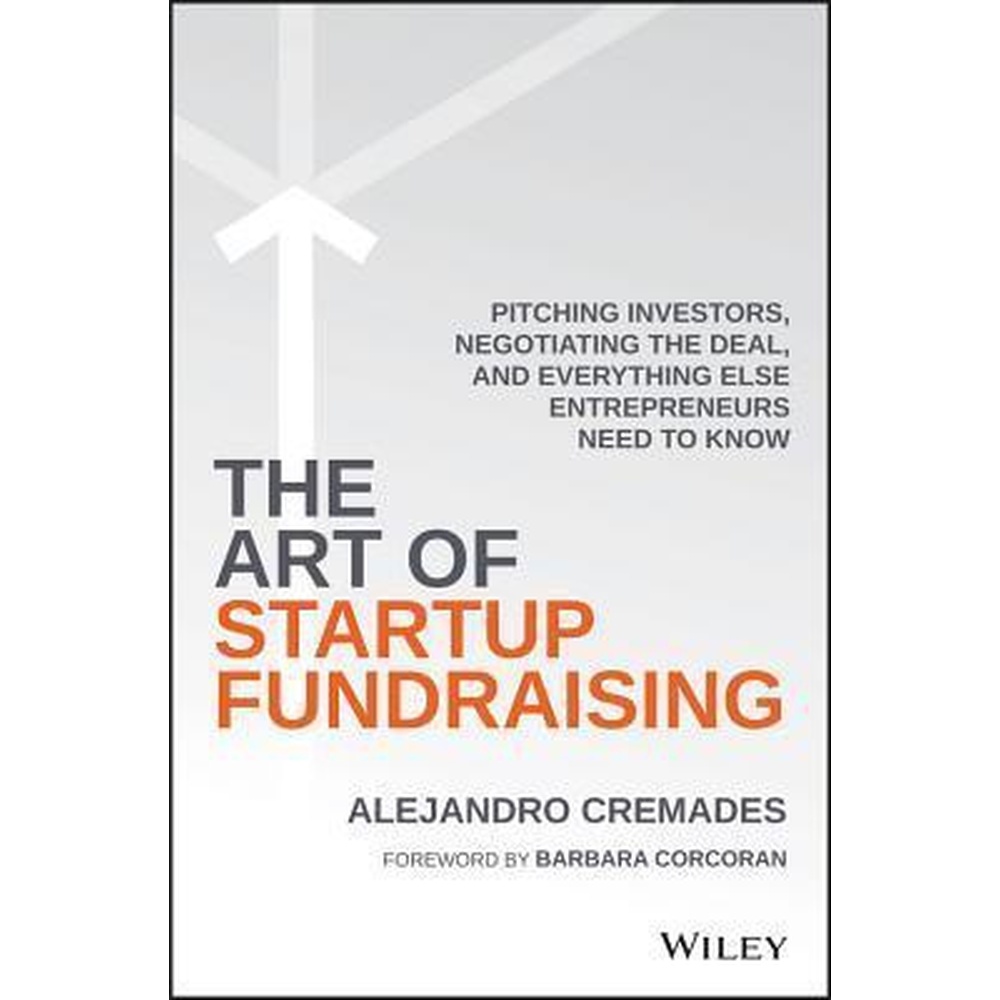 PITCHING INVESTORS,
NEGOTIATING THE DEAL,
AND EVERYTHING ELSE
ENTREPRENEURS
NEED TO KNOW
THE
ART OF
STARTUP
FUNDRAISING
ALEJANDRO CREMADES
FOREWORD BY BARBARA CORCORAN
WILEY